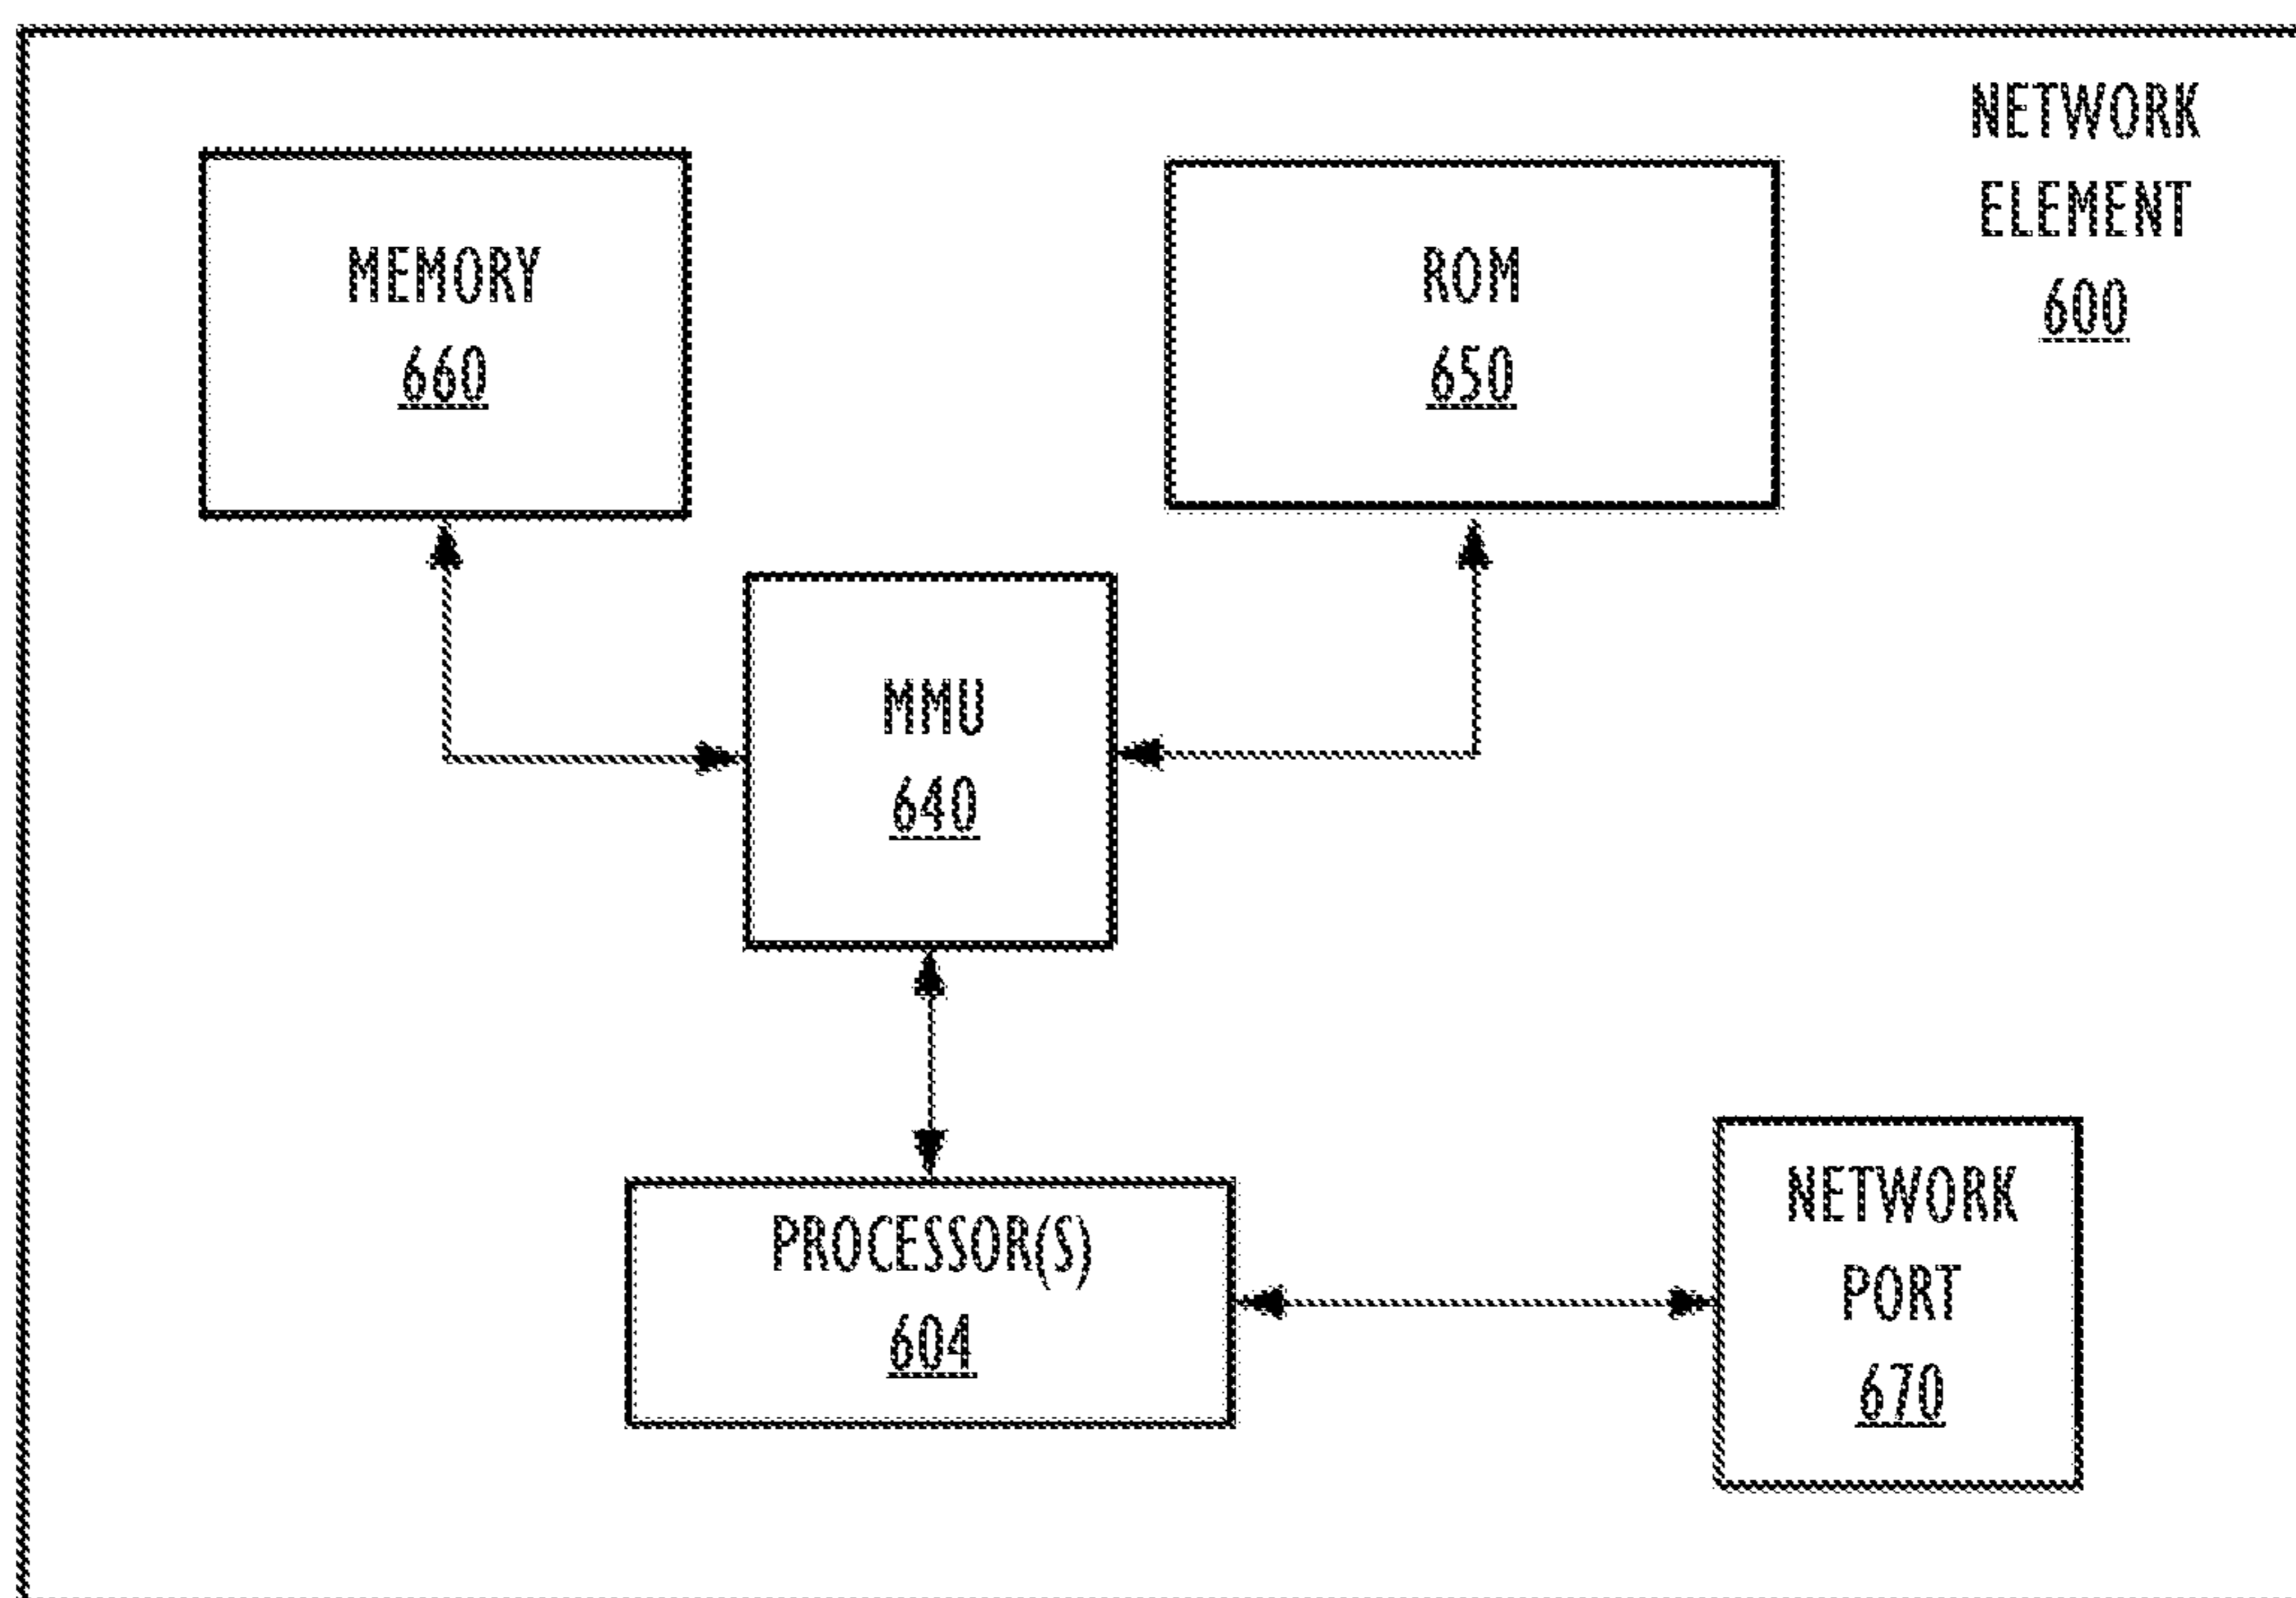 NETWORK
ELEMENT
600
MEMORY
660
ROM
650
MMU
640
PROCESSOR(S)
604
NETWORK
PORT
670